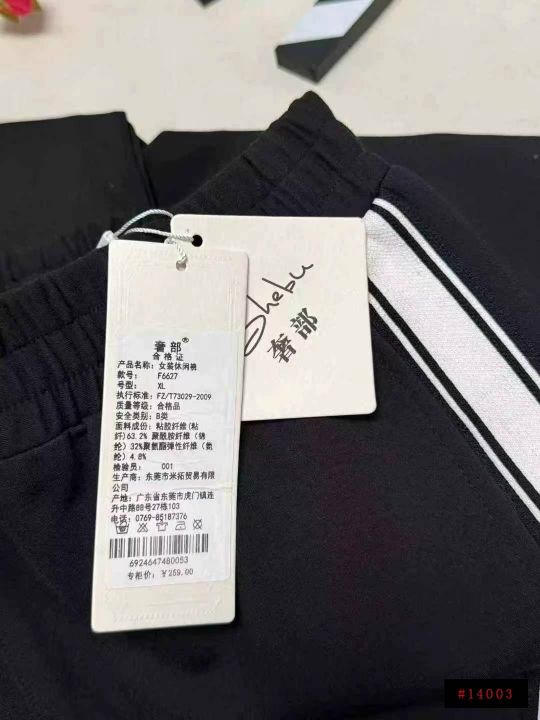 奢部®
合格证
产品名称: 女装休闲裤
款号: F6627
号型: XL
执行标准: FZ/T73029-2009
质量等级: 合格品
安全类别: B类
面料成份: 粘胶纤维(粘
纤)63.2% 聚酰胺纤维(锦
纶)32%聚氨酯弹性纤维(氨
纶)4.8%
检验员: 001
生产商: 东莞市米拓贸易有限
公司
产地: 广东省东莞市虎门镇连
升中路88号27栋103
电话: 0769-85187376
6924647480053
专柜价: ￥259.00
Shebu
奢部
#14003